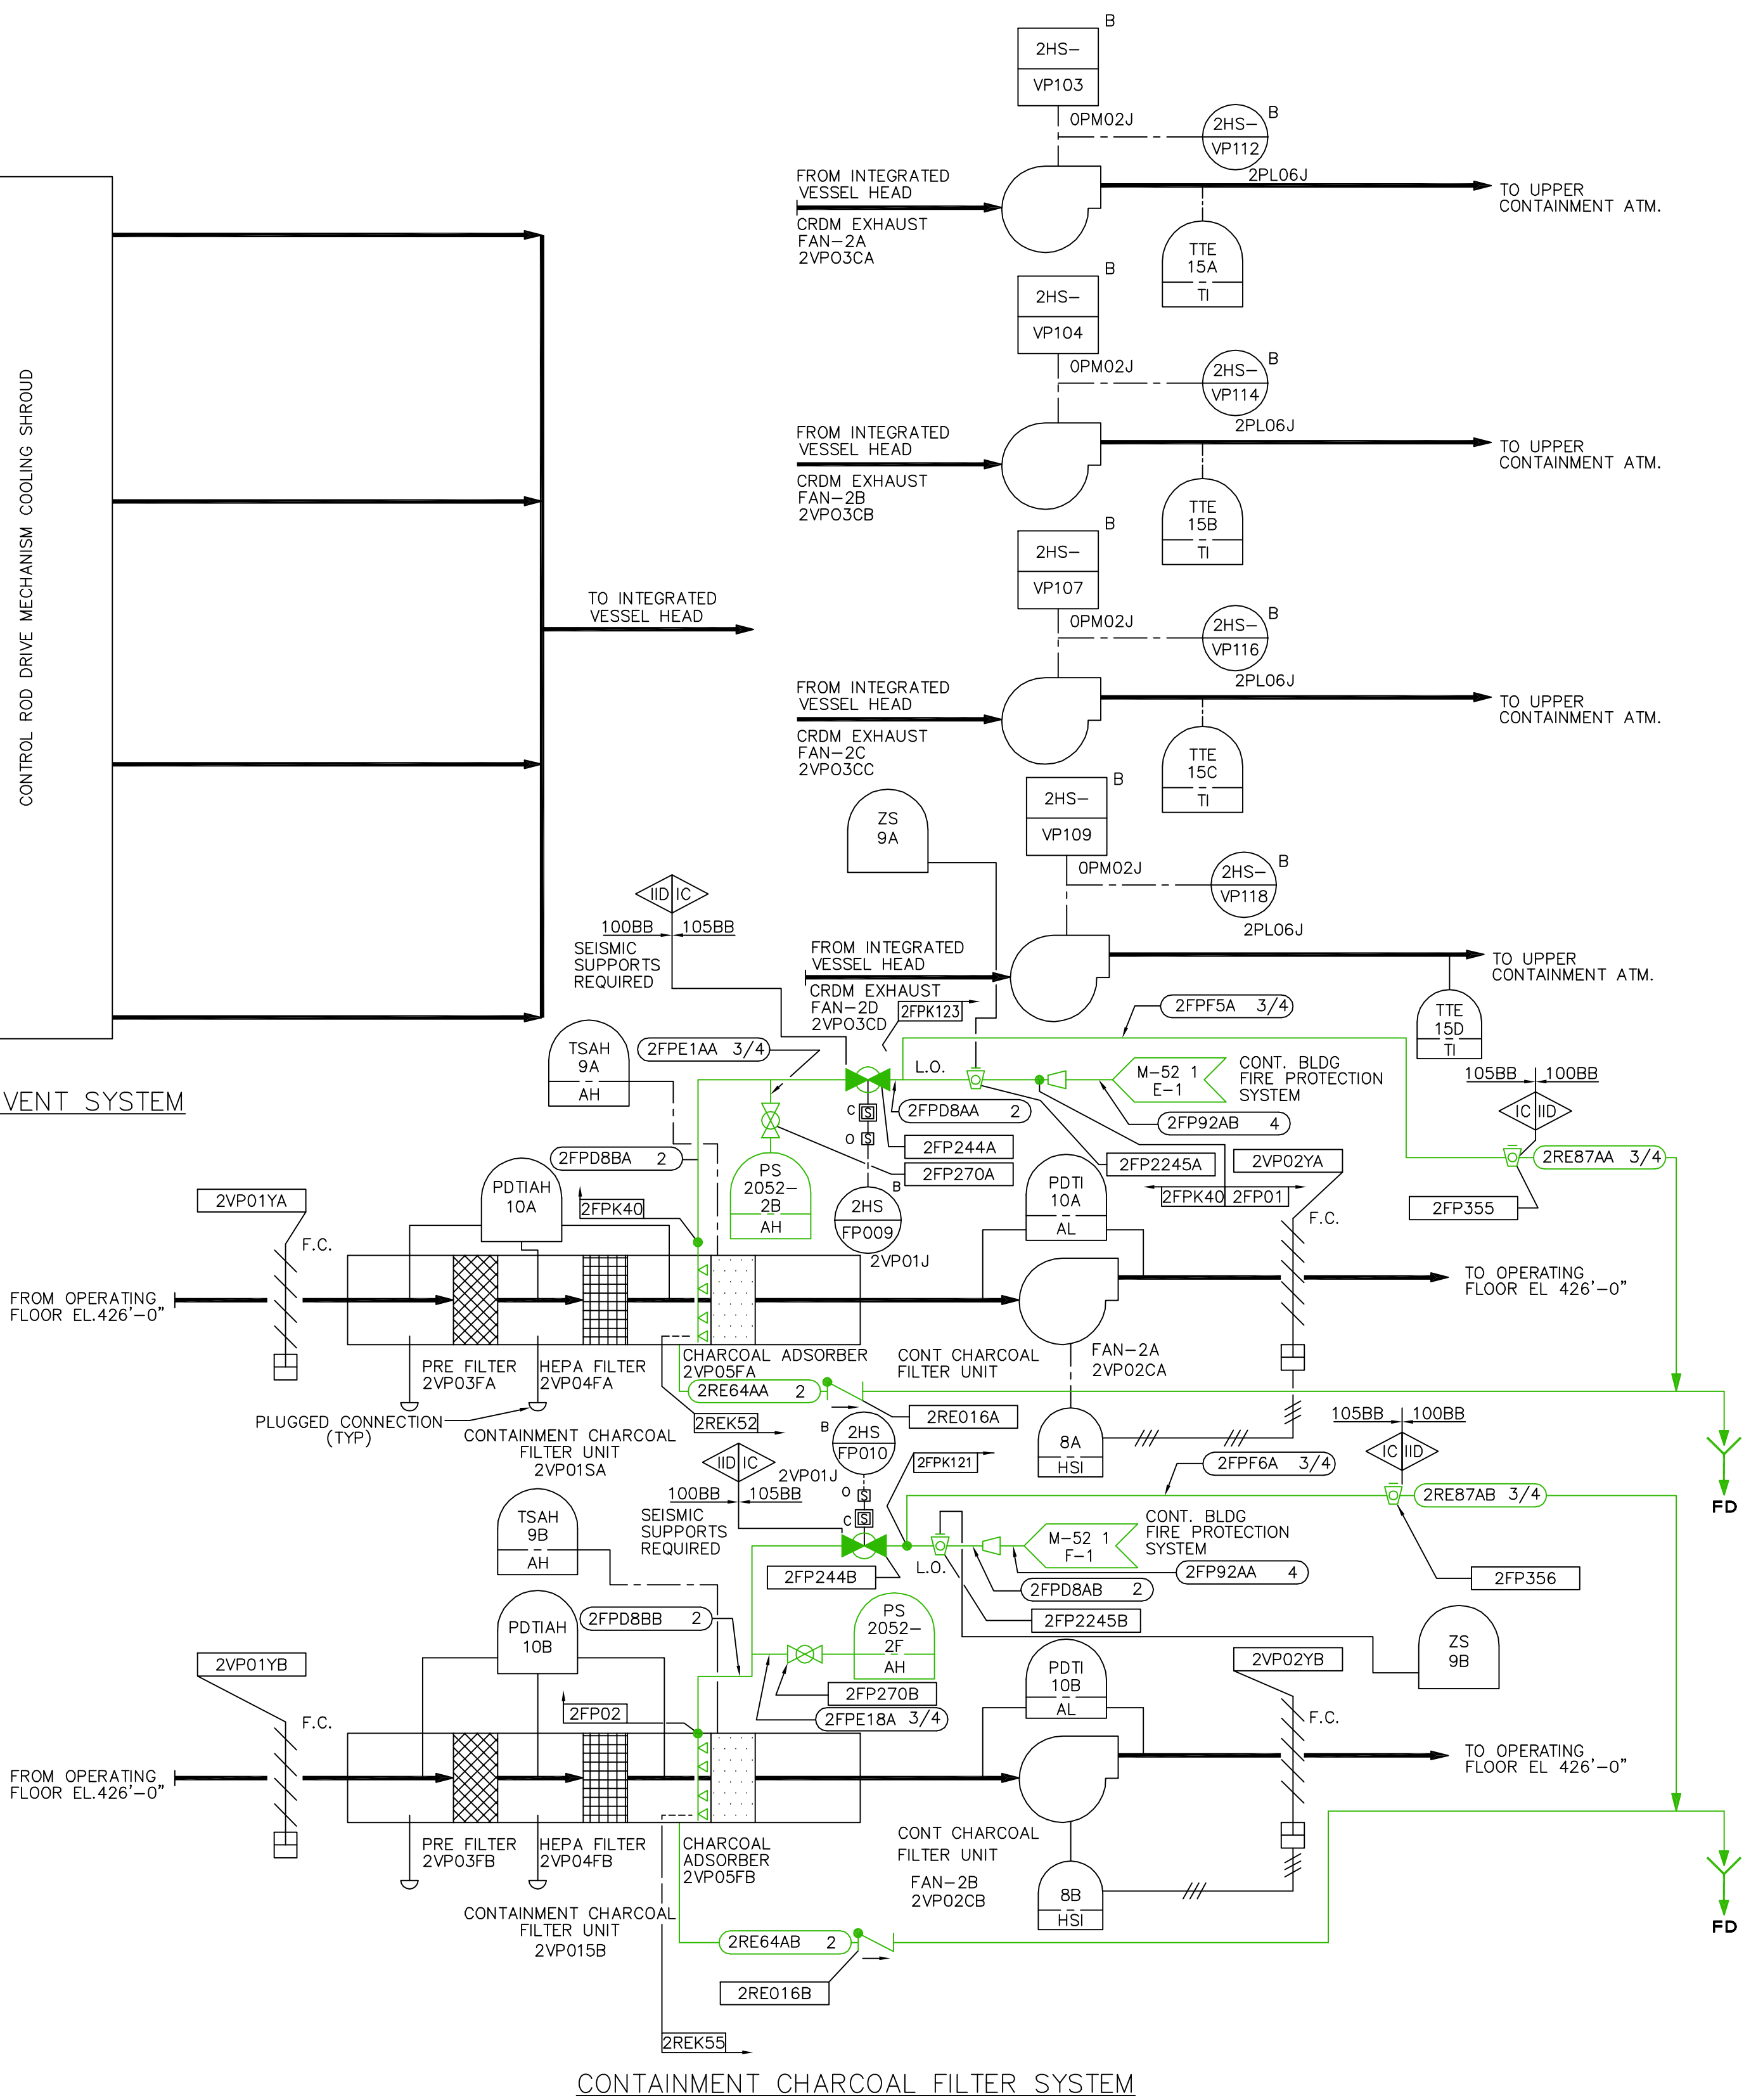 B
2HS-
VP103
0PM02J
2HS-
VP112
B
2PL06J
FROM INTEGRATED
VESSEL HEAD
CRDM EXHAUST
FAN-2A
2VP03CA
TO UPPER
CONTAINMENT ATM.
TTE
15A
TI
B
2HS-
VP104
0PM02J
2HS-
VP114
B
2PL06J
FROM INTEGRATED
VESSEL HEAD
CRDM EXHAUST
FAN-2B
2VP03CB
TO UPPER
CONTAINMENT ATM.
TTE
15B
TI
CONTROL ROD DRIVE MECHANISM COOLING SHROUD
TO INTEGRATED
VESSEL HEAD
B
2HS-
VP107
0PM02J
2HS-
VP116
B
2PL06J
FROM INTEGRATED
VESSEL HEAD
CRDM EXHAUST
FAN-2C
2VP03CC
TO UPPER
CONTAINMENT ATM.
TTE
15C
TI
ZS
9A
B
2HS-
VP109
0PM02J
2HS-
VP118
B
2PL06J
IID IC
100BB 105BB
SEISMIC
SUPPORTS
REQUIRED
FROM INTEGRATED
VESSEL HEAD
CRDM EXHAUST
FAN-2D
2VP03CD
2FPK123
TO UPPER
CONTAINMENT ATM.
TTE
15D
TI
VENT SYSTEM
TSAH
9A
AH
2FPE1AA 3/4
2FPF5A 3/4
L.O.
M-52 1
E-1
CONT. BLDG
FIRE PROTECTION
SYSTEM
105BB 100BB
IC IID
C S
O S
2FPD8AA 2
2FP92AB 4
2FP244A
2FP270A
2FP2245A
2VP02YA
2RE87AA 3/4
2FP355
2FPD8BA 2
2FPK40
PS
2052-
2B
AH
B
2HS
FP009
2VP01J
PDTI
10A
AL
2FPK40 2FP01
F.C.
2VP01YA
PDTIAH
10A
F.C.
FROM OPERATING
FLOOR EL.426'-0"
TO OPERATING
FLOOR EL 426'-0"
PRE FILTER
2VP03FA
HEPA FILTER
2VP04FA
CHARCOAL ADSORBER
2VP05FA
CONT CHARCOAL
FILTER UNIT
FAN-2A
2VP02CA
2RE64AA 2
2RE016A
PLUGGED CONNECTION
(TYP)
2REK52
CONTAINMENT CHARCOAL
FILTER UNIT
2VP01SA
B
2HS
FP010
2VP01J
8A
HSI
FD
IID IC
100BB 105BB
SEISMIC
SUPPORTS
REQUIRED
O S
C S
2FPK121
2FPF6A 3/4
105BB 100BB
IC IID
2RE87AB 3/4
2FP356
TSAH
9B
AH
L.O.
M-52 1
F-1
CONT. BLDG
FIRE PROTECTION
SYSTEM
2FP244B
2FPD8AB 2
2FP92AA 4
2FP2245B
2FPD8BB 2
PS
2052-
2F
AH
2FP270B
2FPE18A 3/4
ZS
9B
PDTIAH
10B
2FP02
PDTI
10B
AL
2VP02YB
F.C.
2VP01YB
F.C.
FROM OPERATING
FLOOR EL.426'-0"
TO OPERATING
FLOOR EL 426'-0"
PRE FILTER
2VP03FB
HEPA FILTER
2VP04FB
CHARCOAL
ADSORBER
2VP05FB
CONT CHARCOAL
FILTER UNIT
FAN-2B
2VP02CB
8B
HSI
FD
CONTAINMENT CHARCOAL
FILTER UNIT
2VP015B
2RE64AB 2
2RE016B
2REK55
CONTAINMENT CHARCOAL FILTER SYSTEM